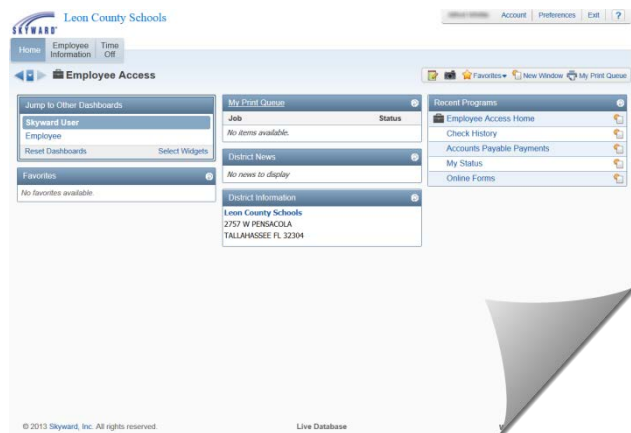 Leon County Schools
SKYWARD
Account Preferences Exit ?
Home Employee Information Time Off
Employee Access
Favorites New Window My Print Queue
Jump to Other Dashboards
Skyward User
Employee
Reset Dashboards Select Widgets
Favorites
No favorites available.
My Print Queue
Job Status
No items available.
District News
No news to display
District Information
Leon County Schools
2757 W PENSACOLA
TALLAHASSEE FL 32304
Recent Programs
Employee Access Home
Check History
Accounts Payable Payments
My Status
Online Forms
© 2013 Skyward, Inc. All rights reserved. Live Database